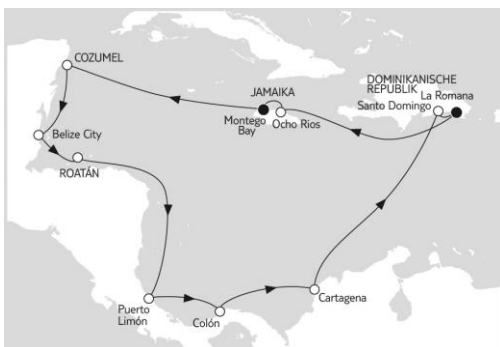 COZUMEL
JAMAIKA
Montego
Bay
Ocho Rios
DOMINIKANISCHE
REPUBLIK
La Romana
Santo Domingo
Belize City
ROATÁN
Puerto
Limón
Colón
Cartagena